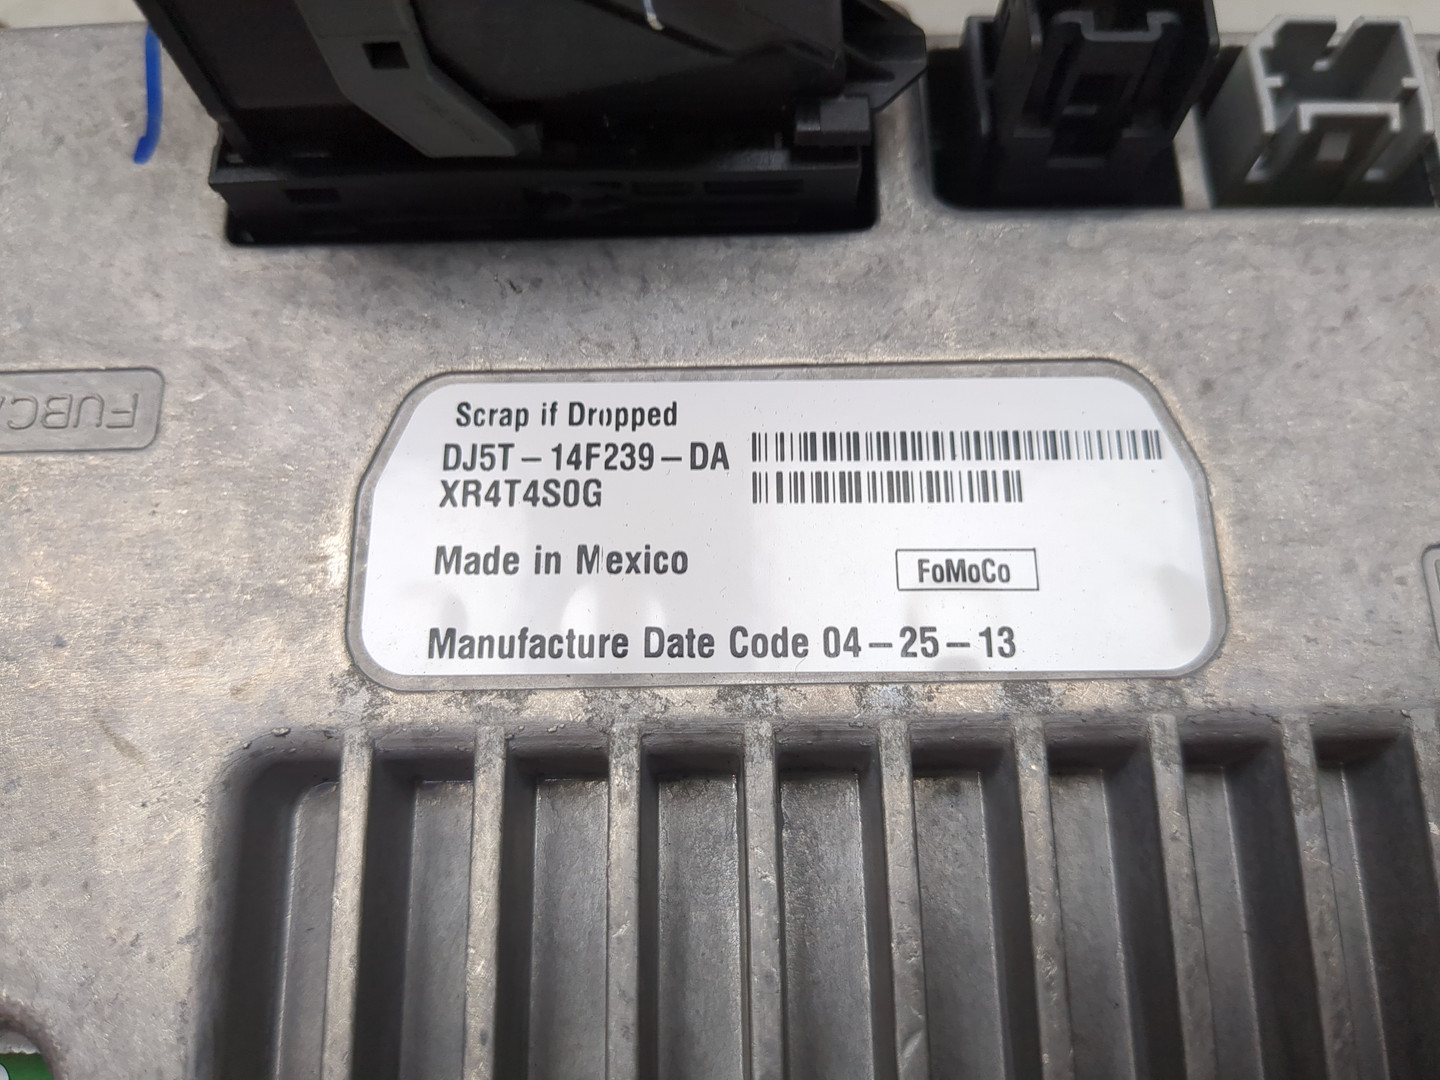 Scrap if Dropped
DJ5T-14F239-DA
XR4T4S0G
Made in Mexico
FoMoCo
Manufacture Date Code 04-25-13